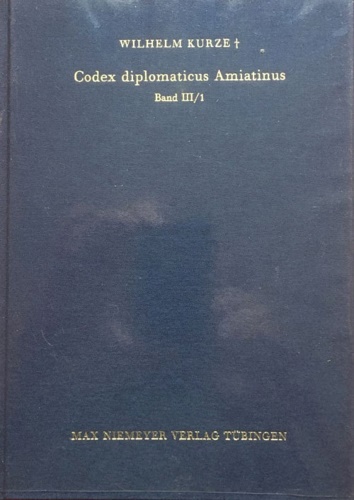 WILHELM KURZE †
Codex diplomaticus Amiatinus
Band III/1
MAX NIEMEYER VERLAG TÜBINGEN